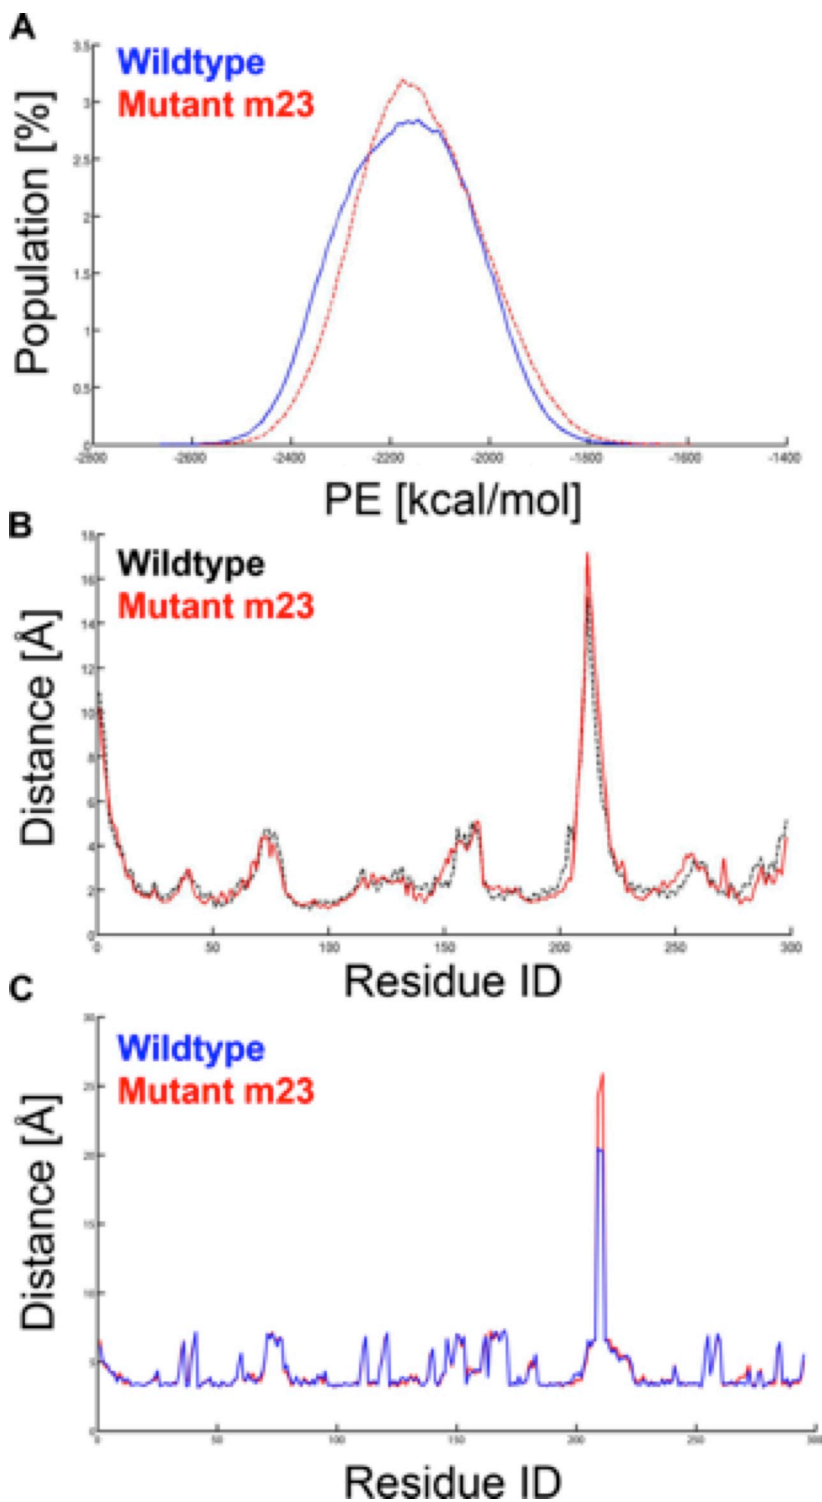 A
3.5
Wildtype
Mutant m23
3
2.5
2
1.5
1
0.5
0
Population [%]
-2800 -2600 -2400 -2200 -2000 -1800 -1600 -1400
PE [kcal/mol]
B
18
Wildtype
Mutant m23
16
14
12
10
8
6
4
2
0
Distance [Å]
0 50 100 150 200 250 300
Residue ID
C
30
Wildtype
Mutant m23
25
20
15
10
5
0
Distance [Å]
0 50 100 150 200 250 300
Residue ID